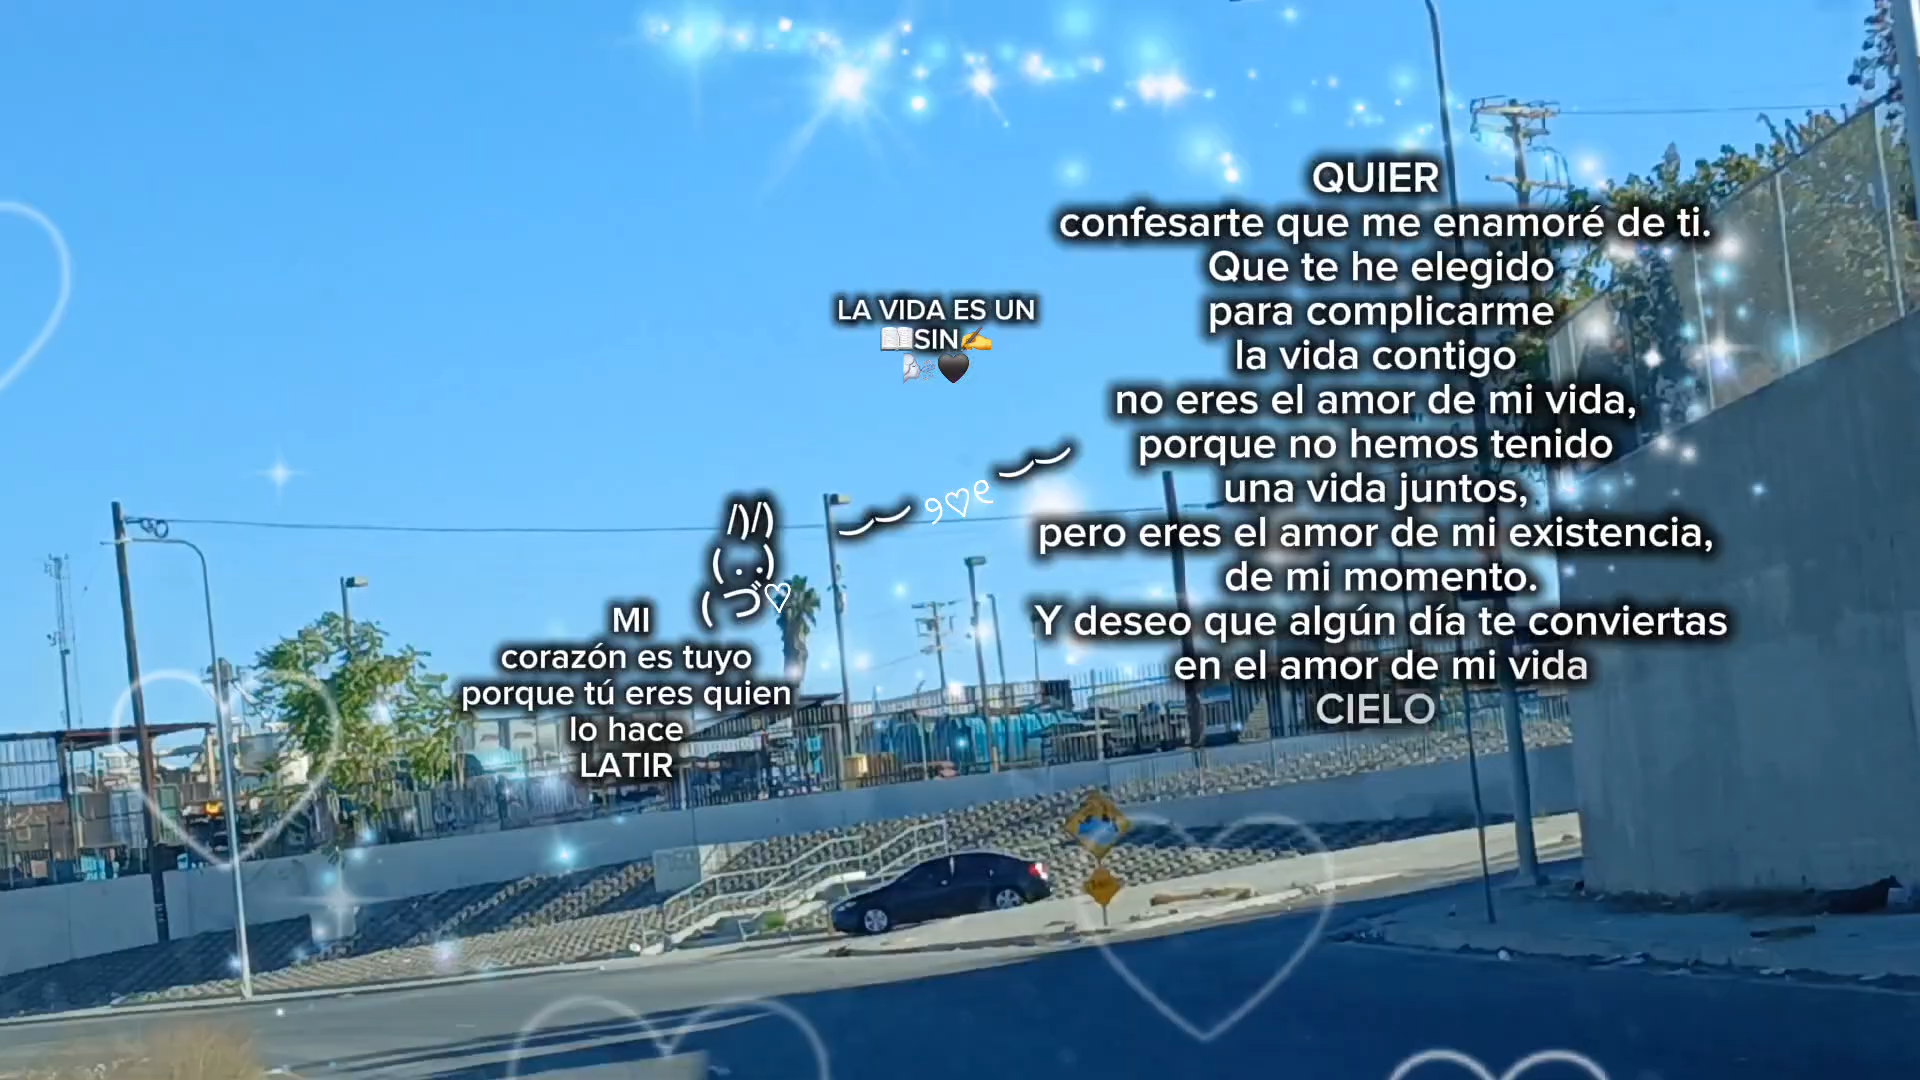 LA VIDA ES UN
📖SIN✍️
🌬️🖤
/)/)
( . .)
( づ♡
︶︶ ୨♡୧ ︶︶
MI
corazón es tuyo
porque tú eres quien
lo hace
LATIR
QUIER
confesarte que me enamoré de ti.
Que te he elegido
para complicarme
la vida contigo
no eres el amor de mi vida,
porque no hemos tenido
una vida juntos,
pero eres el amor de mi existencia,
de mi momento.
Y deseo que algún día te conviertas
en el amor de mi vida
CIELO